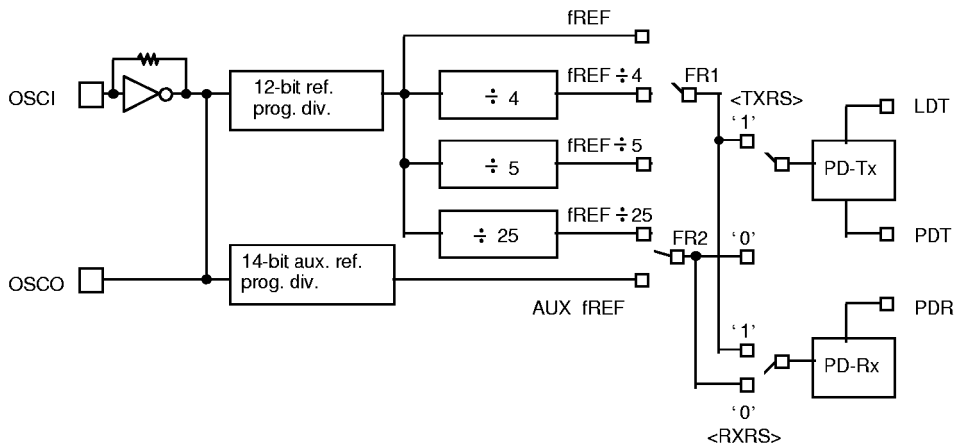 fREF
OSCI
12-bit ref.
prog. div.
÷ 4
fREF ÷ 4
FR1
<TXRS>
LDT
‘ 1’
÷ 5
fREF ÷ 5
PD-Tx
÷ 25
fREF ÷ 25
FR2
‘ 0’
PDT
OSCO
14-bit aux. ref.
prog. div.
AUX fREF
PDR
‘ 1’
PD-Rx
‘ 0’
<RXRS>